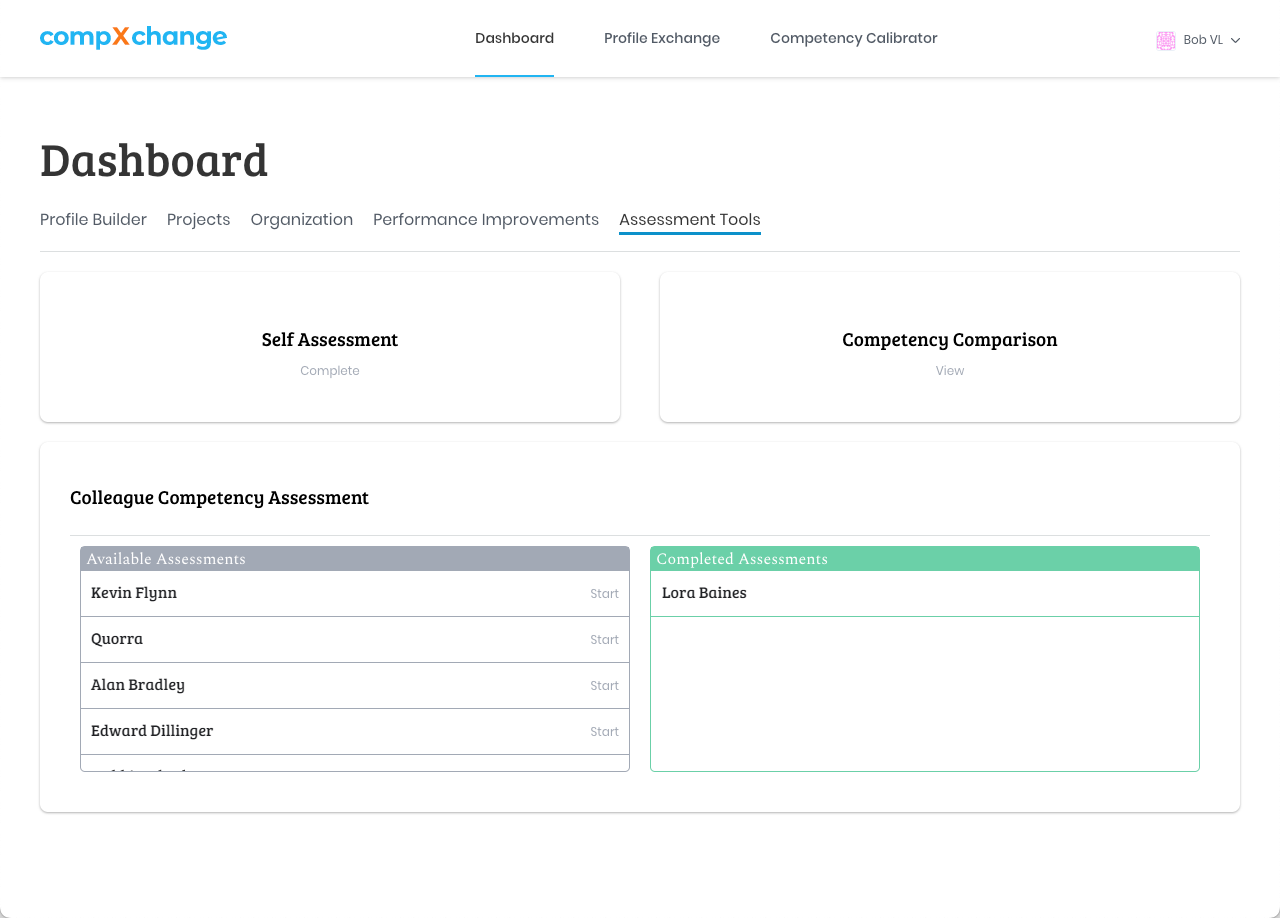 compXchange
Dashboard
Profile Exchange
Competency Calibrator
Bob VL
Dashboard
Profile Builder
Projects
Organization
Performance Improvements
Assessment Tools
Self Assessment
Complete
Competency Comparison
View
Colleague Competency Assessment
Available Assessments
Kevin Flynn
Start
Quorra
Start
Alan Bradley
Start
Edward Dillinger
Start
Completed Assessments
Lora Baines